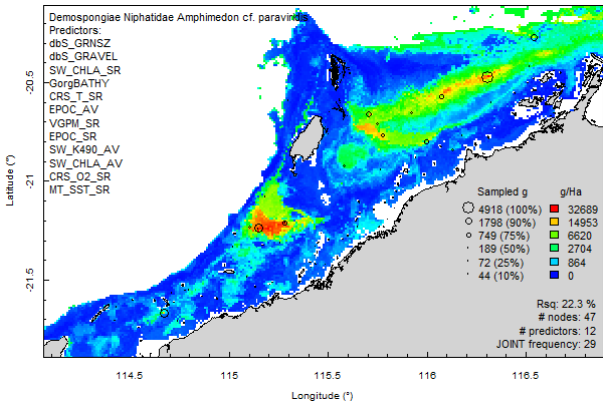 Demospongiae Niphatidae Amphimedon cf. paraviridis
Predictors:
dbS_GRNSZ
dbS_GRAVEL
SW_CHLA_SR
GorgBATHY
CRS_T_SR
EPOC_AV
VGPM_SR
EPOC_SR
SW_K490_AV
SW_CHLA_AV
CRS_O2_SR
MT_SST_SR
-20.5
-21
-21.5
Latitude (°)
Sampled g g/Ha
4918 (100%) 32689
1798 (90%) 14953
749 (75%) 6620
189 (50%) 2704
72 (25%) 864
44 (10%) 0
Rsq: 22.3 %
# nodes: 47
# predictors: 12
JOINT frequency: 29
114.5 115 115.5 116 116.5
Longitude (°)